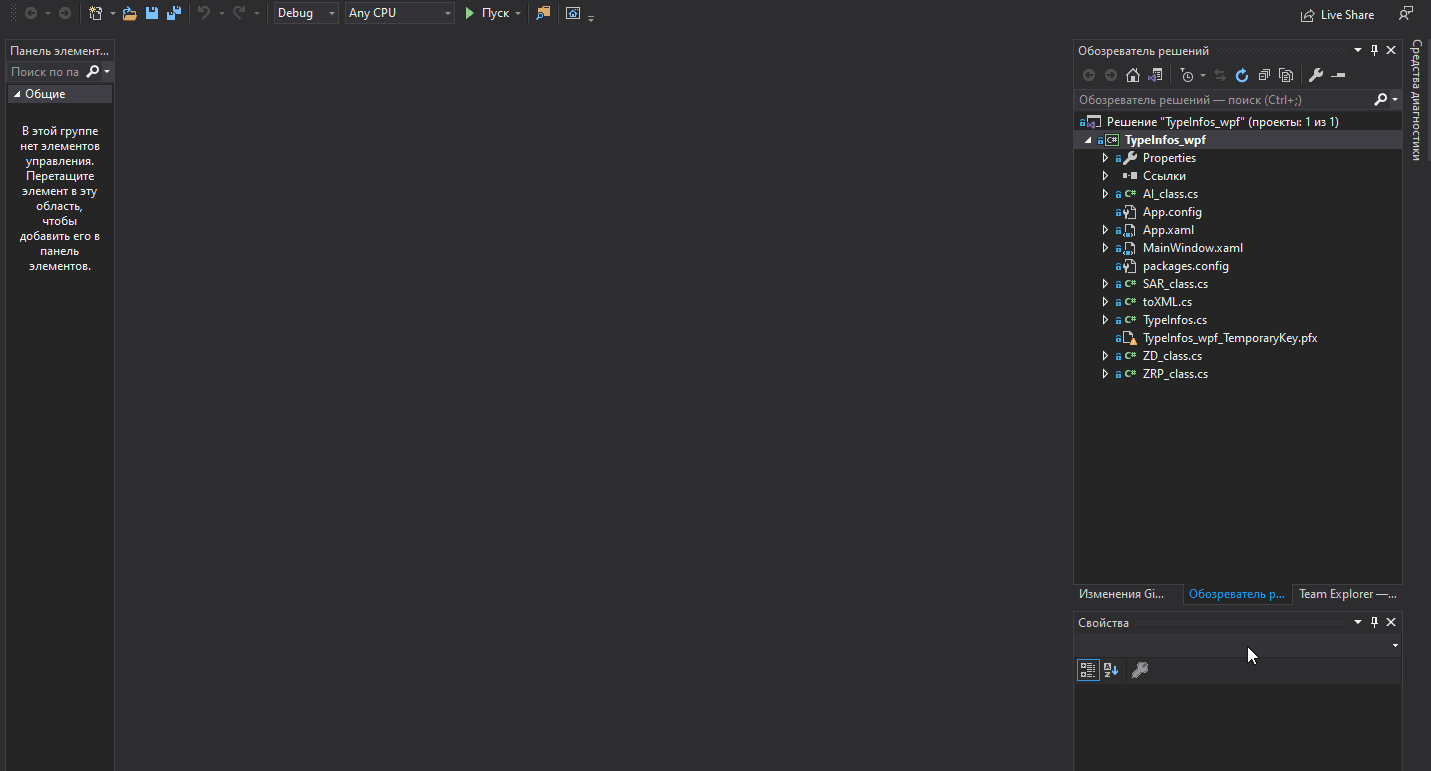 Debug
Any CPU
Пуск
Live Share
Панель элемент...
Поиск по па
Общие
В этой группе
нет элементов
управления.
Перетащите
элемент в эту
область,
чтобы
добавить его в
панель
элементов.
Обозреватель решений
Обозреватель решений — поиск (Ctrl+;)
Решение "TypeInfos_wpf" (проекты: 1 из 1)
C# TypeInfos_wpf
Properties
Ссылки
C# AI_class.cs
App.config
App.xaml
MainWindow.xaml
packages.config
C# SAR_class.cs
C# toXML.cs
C# TypeInfos.cs
TypeInfos_wpf_TemporaryKey.pfx
C# ZD_class.cs
C# ZRP_class.cs
Изменения Gi...
Обозреватель р...
Team Explorer —...
Свойства
Средства диагностики